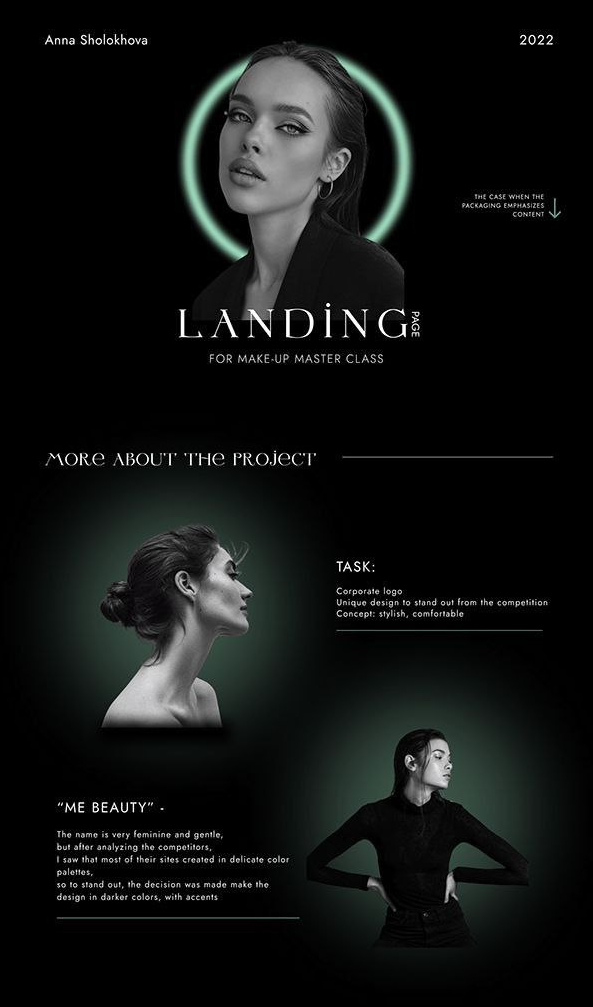 Anna Sholokhova
2022
THE CASE WHEN THE
PACKAGING EMPHASIZES
CONTENT
LANDiNG
PAGE
FOR MAKE-UP MASTER CLASS
MORe ABOUT THe PROJeCT
TASK:
Corporate logo
Unique design to stand out from the competition
Concept: stylish, comfortable
“ME BEAUTY” -
The name is very feminine and gentle,
but after analyzing the competitors,
I saw that most of their sites created in delicate color
palettes,
so to stand out, the decision was made make the
design in darker colors, with accents